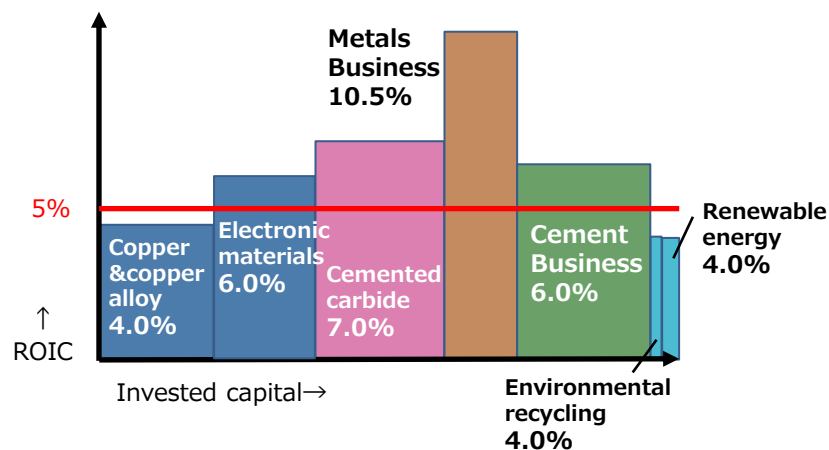 Metals
Business
10.5%
5%
Copper
&copper
alloy
4.0%
Electronic
materials
6.0%
Cemented
carbide
7.0%
Cement
Business
6.0%
Renewable
energy
4.0%
↑
ROIC
Invested capital→
Environmental
recycling
4.0%